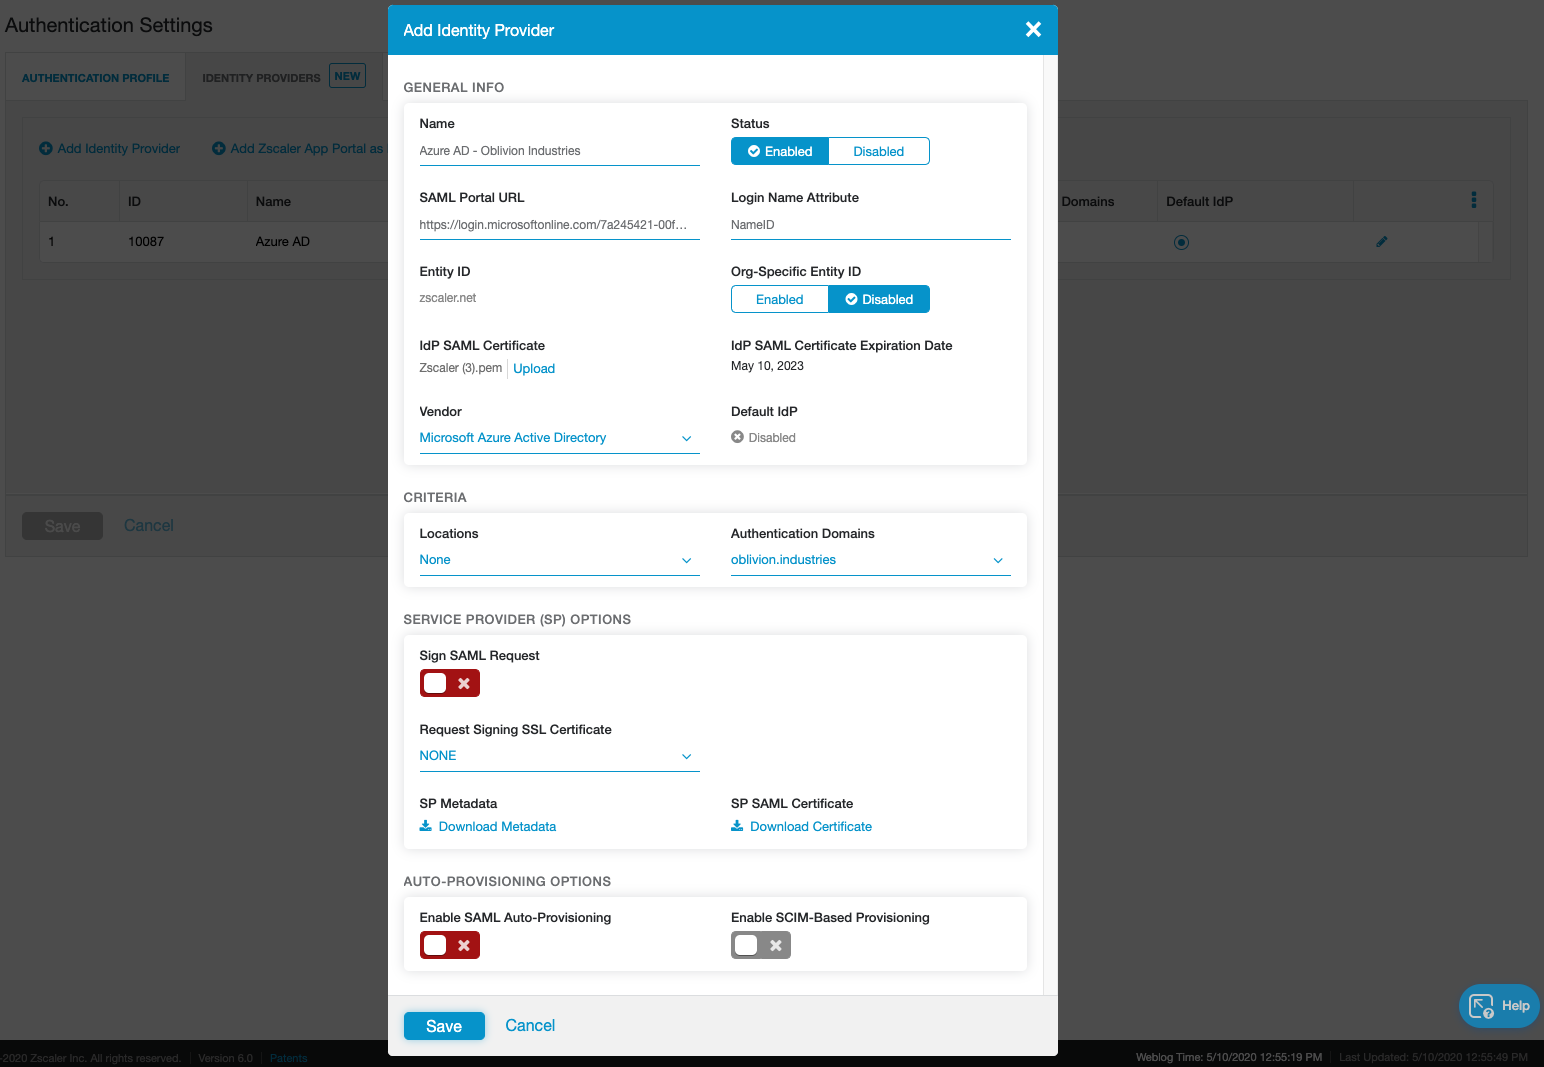 Authentication Settings
AUTHENTICATION PROFILE
IDENTITY PROVIDERS NEW
Add Identity Provider
Add Zscaler App Portal as
No. ID Name
1 10087 Azure AD
Save Cancel
Add Identity Provider
GENERAL INFO
Name Status
Azure AD - Oblivion Industries Enabled Disabled
SAML Portal URL Login Name Attribute
https://login.microsoftonline.com/7a245421-00f... NameID
Entity ID Org-Specific Entity ID
zscaler.net Enabled Disabled
IdP SAML Certificate IdP SAML Certificate Expiration Date
Zscaler (3).pem Upload May 10, 2023
Vendor Default IdP
Microsoft Azure Active Directory Disabled
CRITERIA
Locations Authentication Domains
None oblivion.industries
SERVICE PROVIDER (SP) OPTIONS
Sign SAML Request
Request Signing SSL Certificate
NONE
SP Metadata SP SAML Certificate
Download Metadata Download Certificate
AUTO-PROVISIONING OPTIONS
Enable SAML Auto-Provisioning Enable SCIM-Based Provisioning
Save Cancel
Domains Default IdP
Help
-2020 Zscaler Inc. All rights reserved. Version 6.0 Patents
Weblog Time: 5/10/2020 12:55:19 PM Last Updated: 5/10/2020 12:55:49 PM